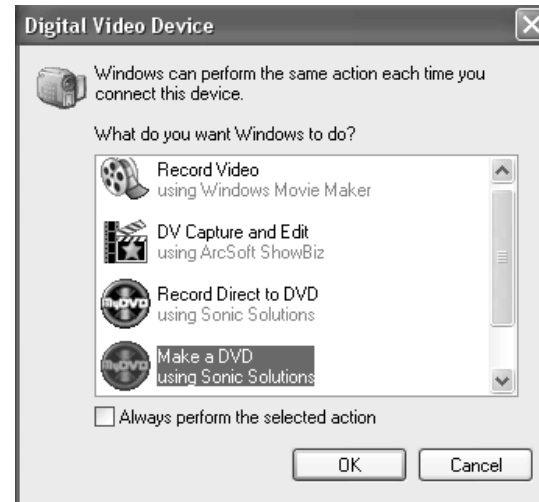 Digital Video Device
Windows can perform the same action each time you
connect this device.
What do you want Windows to do?
Record Video
using Windows Movie Maker
DV Capture and Edit
using ArcSoft ShowBiz
MyDVD
Record Direct to DVD
using Sonic Solutions
MyDVD
Make a DVD
using Sonic Solutions
Always perform the selected action
OK
Cancel